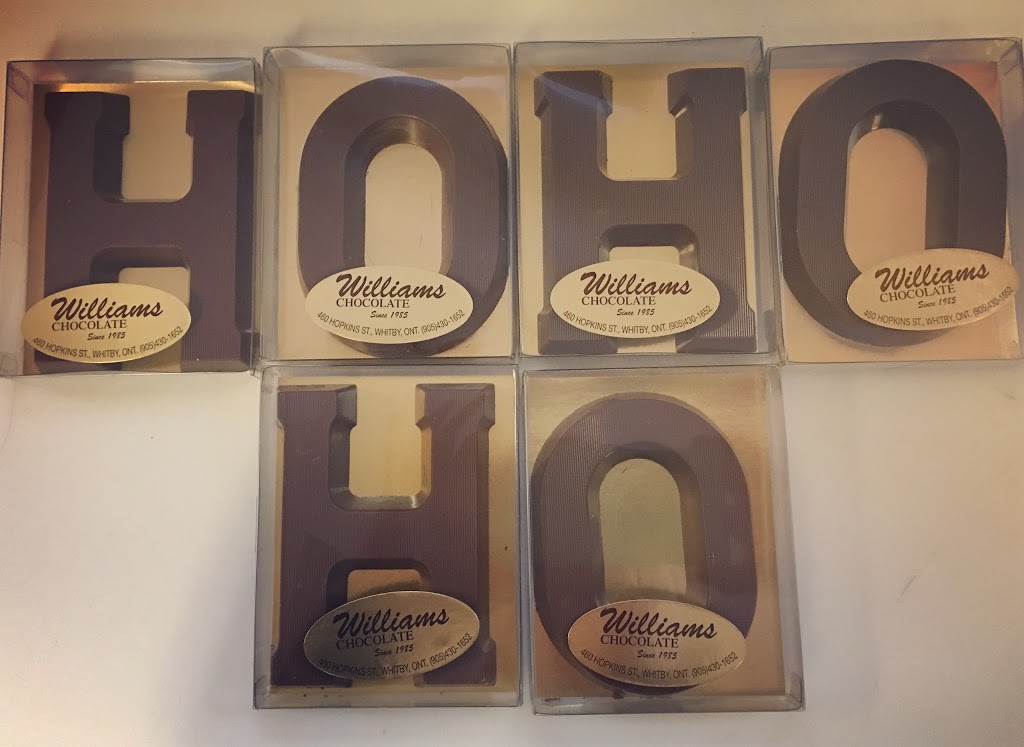 H O H O
Williams
CHOCOLATE
Since 1985
460 HOPKINS ST., WHITBY, ONT. (905)430-1652
Williams
CHOCOLATE
Since 1985
460 HOPKINS ST., WHITBY, ONT. (905)430-1652
Williams
CHOCOLATE
Since 1985
460 HOPKINS ST., WHITBY, ONT. (905)430-1652
Williams
CHOCOLATE
Since 1985
460 HOPKINS ST., WHITBY, ONT. (905)430-1652
H O
Williams
CHOCOLATE
Since 1985
460 HOPKINS ST., WHITBY, ONT. (905)430-1652
Williams
CHOCOLATE
Since 1985
460 HOPKINS ST., WHITBY, ONT. (905)430-1652